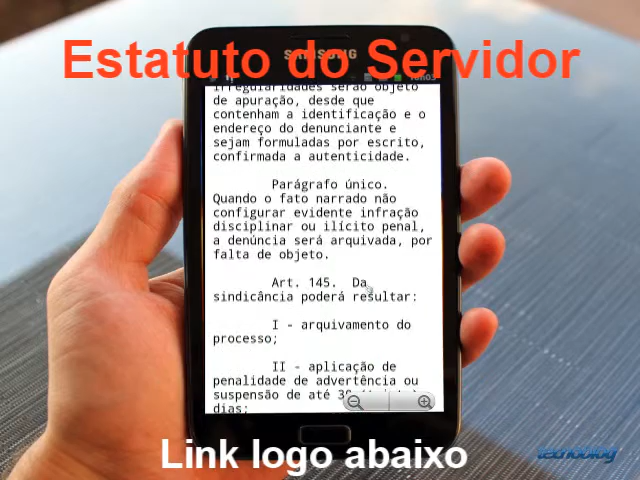 Estatuto do Servidor
SAMSUNG
irregularidades serão objeto
de apuração, desde que
contenham a identificação e o
endereço do denunciante e
sejam formuladas por escrito,
confirmada a autenticidade.
Parágrafo único.
Quando o fato narrado não
configurar evidente infração
disciplinar ou ilícito penal,
a denúncia será arquivada, por
falta de objeto.
Art. 145. Da
sindicância poderá resultar:
I - arquivamento do
processo;
II - aplicação de
penalidade de advertência ou
suspensão de até 30
dias;
Link logo abaixo
tecnoblog